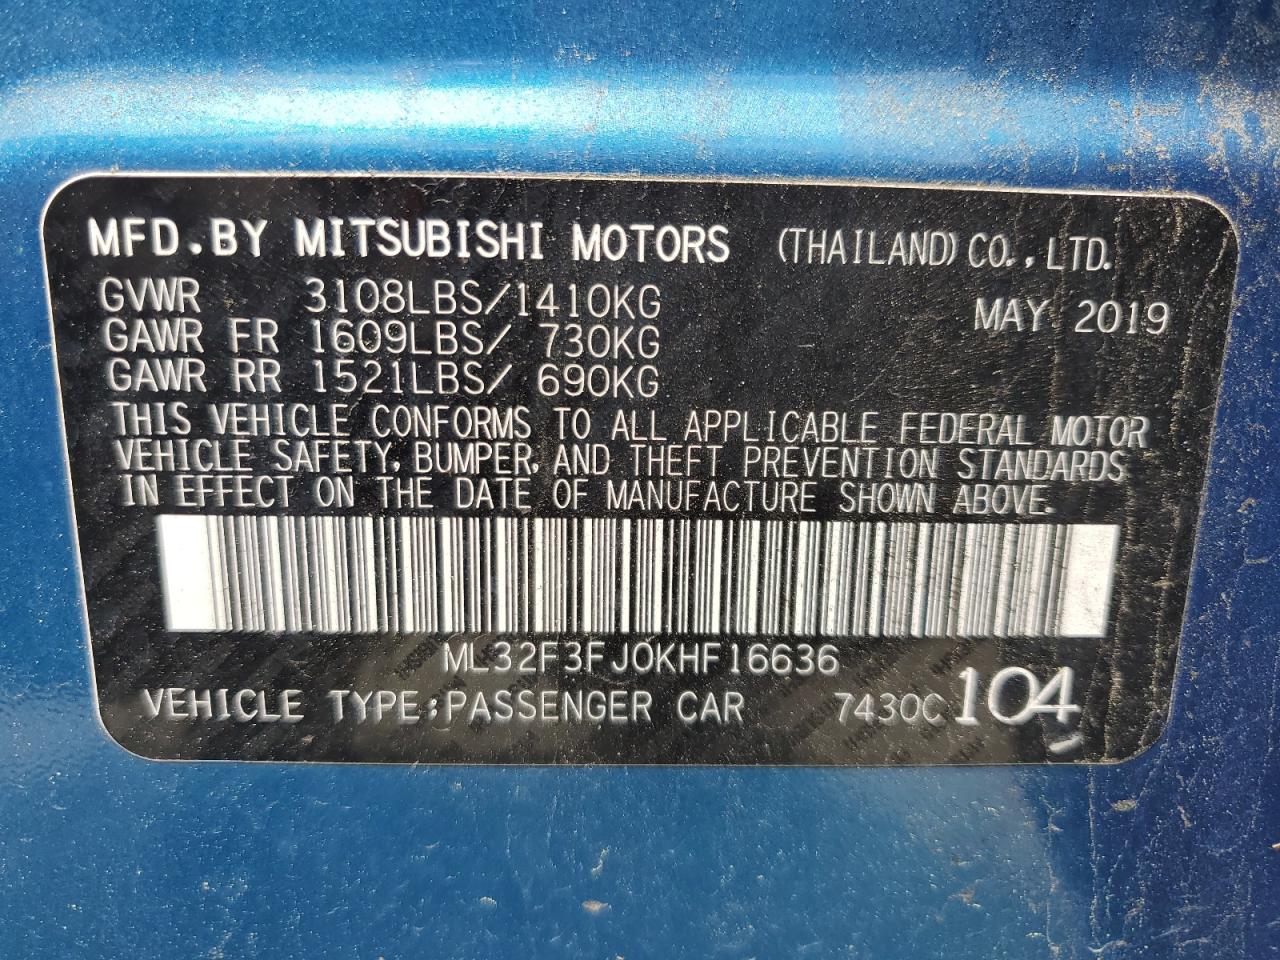 MFD.BY MITSUBISHI MOTORS (THAILAND) CO.,LTD.
GVWR 3108LBS/1410KG MAY 2019
GAWR FR 1609LBS/ 730KG
GAWR RR 1521LBS/ 690KG
THIS VEHICLE CONFORMS TO ALL APPLICABLE FEDERAL MOTOR
VEHICLE SAFETY, BUMPER, AND THEFT PREVENTION STANDARDS
IN EFFECT ON THE DATE OF MANUFACTURE SHOWN ABOVE.
ML32F3FJ0KHF16636
VEHICLE TYPE:PASSENGER CAR 7430C 104